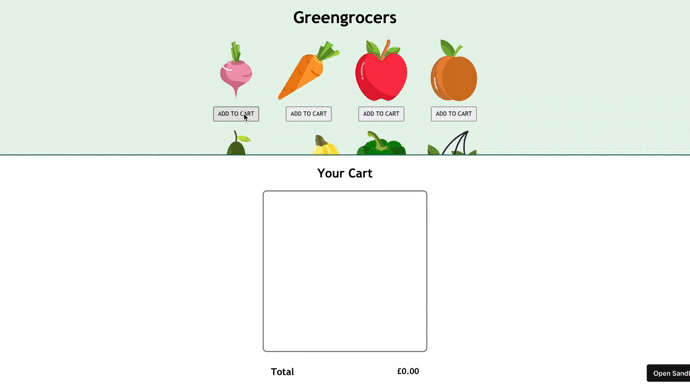 Greengrocers
ADD TO CART ADD TO CART ADD TO CART ADD TO CART
Your Cart
Total £0.00
Open Sand